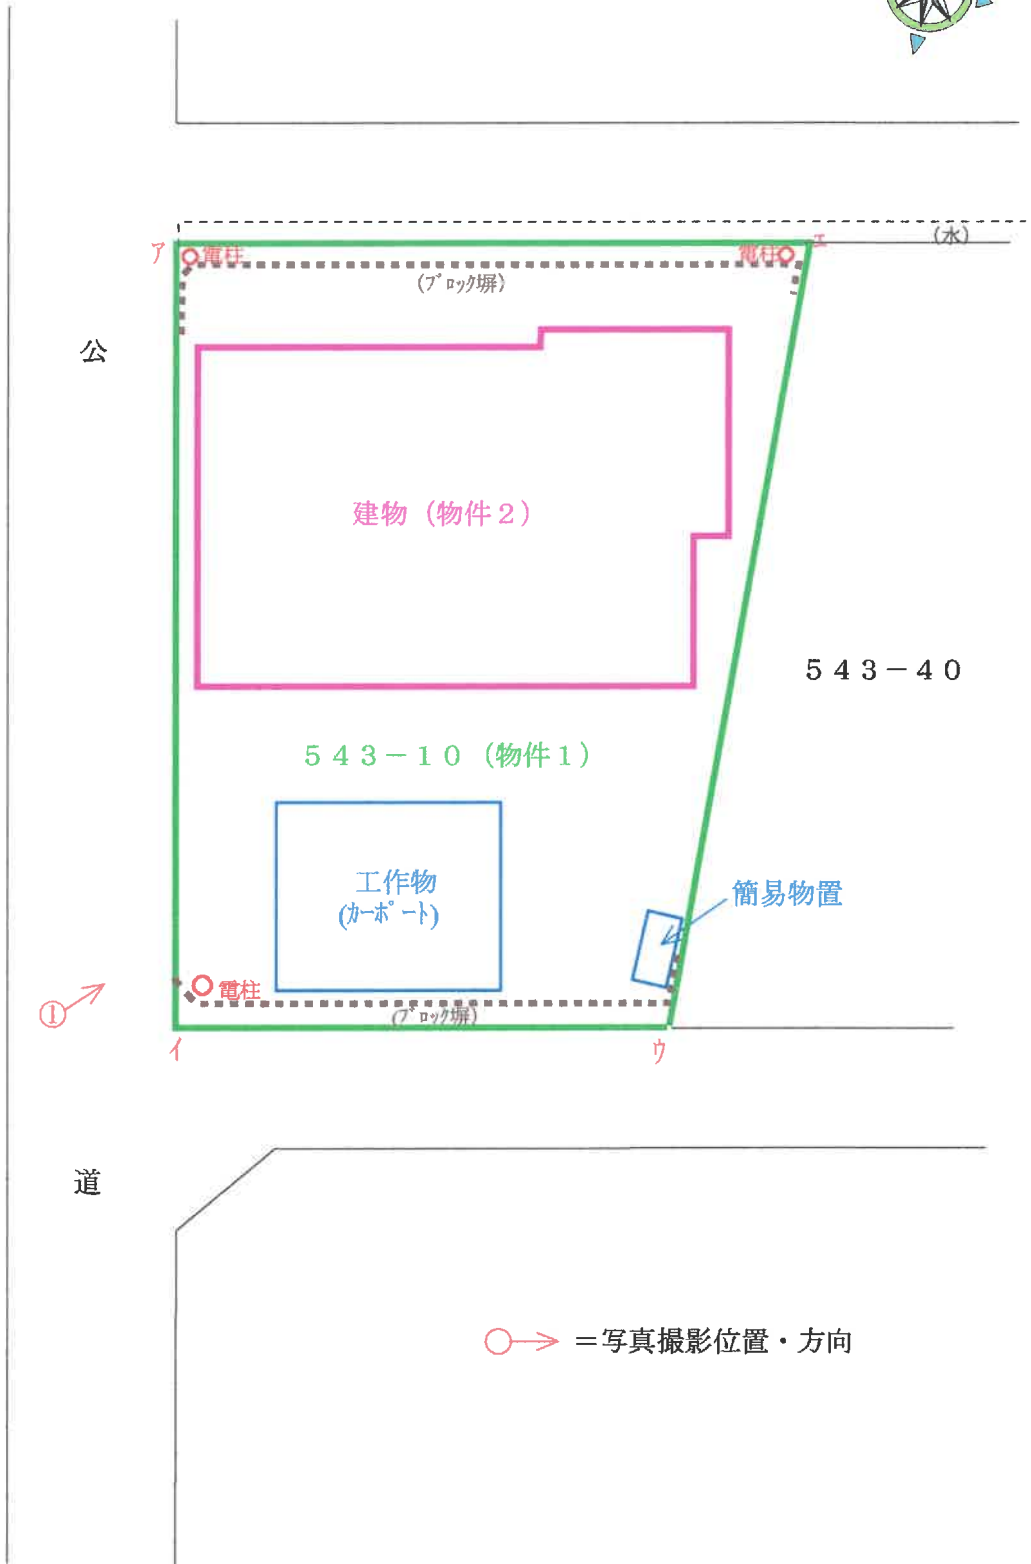 ア
電柱
電柱
エ
(水)
(ブロック塀)
公
建物（物件２）
５４３－４０
５４３－１０（物件１）
工作物
(カーポート)
簡易物置
電柱
①
(ブロック塀)
イ
ウ
道
＝写真撮影位置・方向